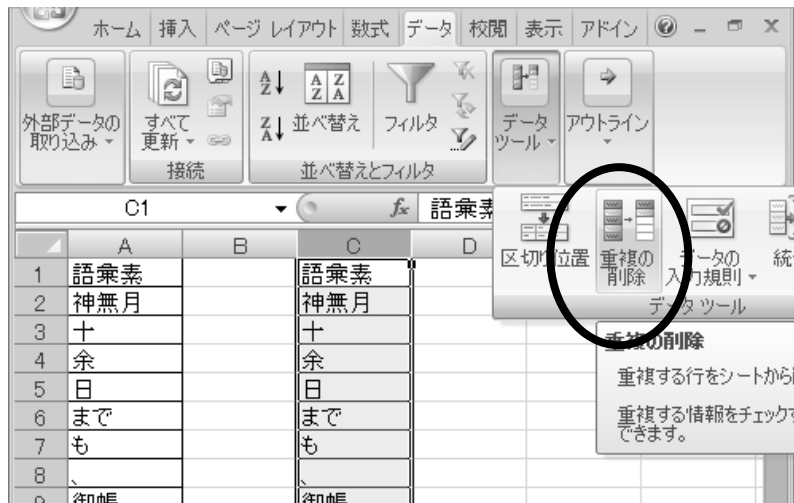 ホーム 挿入 ページ レイアウト 数式 データ 校閲 表示 アドイン
外部データの
取り込み
すべて
更新
接続
並べ替え
フィルタ
並べ替えとフィルタ
データ
ツール
アウトライン
C1
fx
語彙素
区切り位置
重複の
削除
データの
入力規則
統
データ ツール
重複の削除
重複する行をシートから
重複する情報をチェックす
できます。
A B C D
1 語彙素 語彙素
2 神無月 神無月
3 十 十
4 余 余
5 日 日
6 まで まで
7 も も
8 、 、
9 御帳 御帳